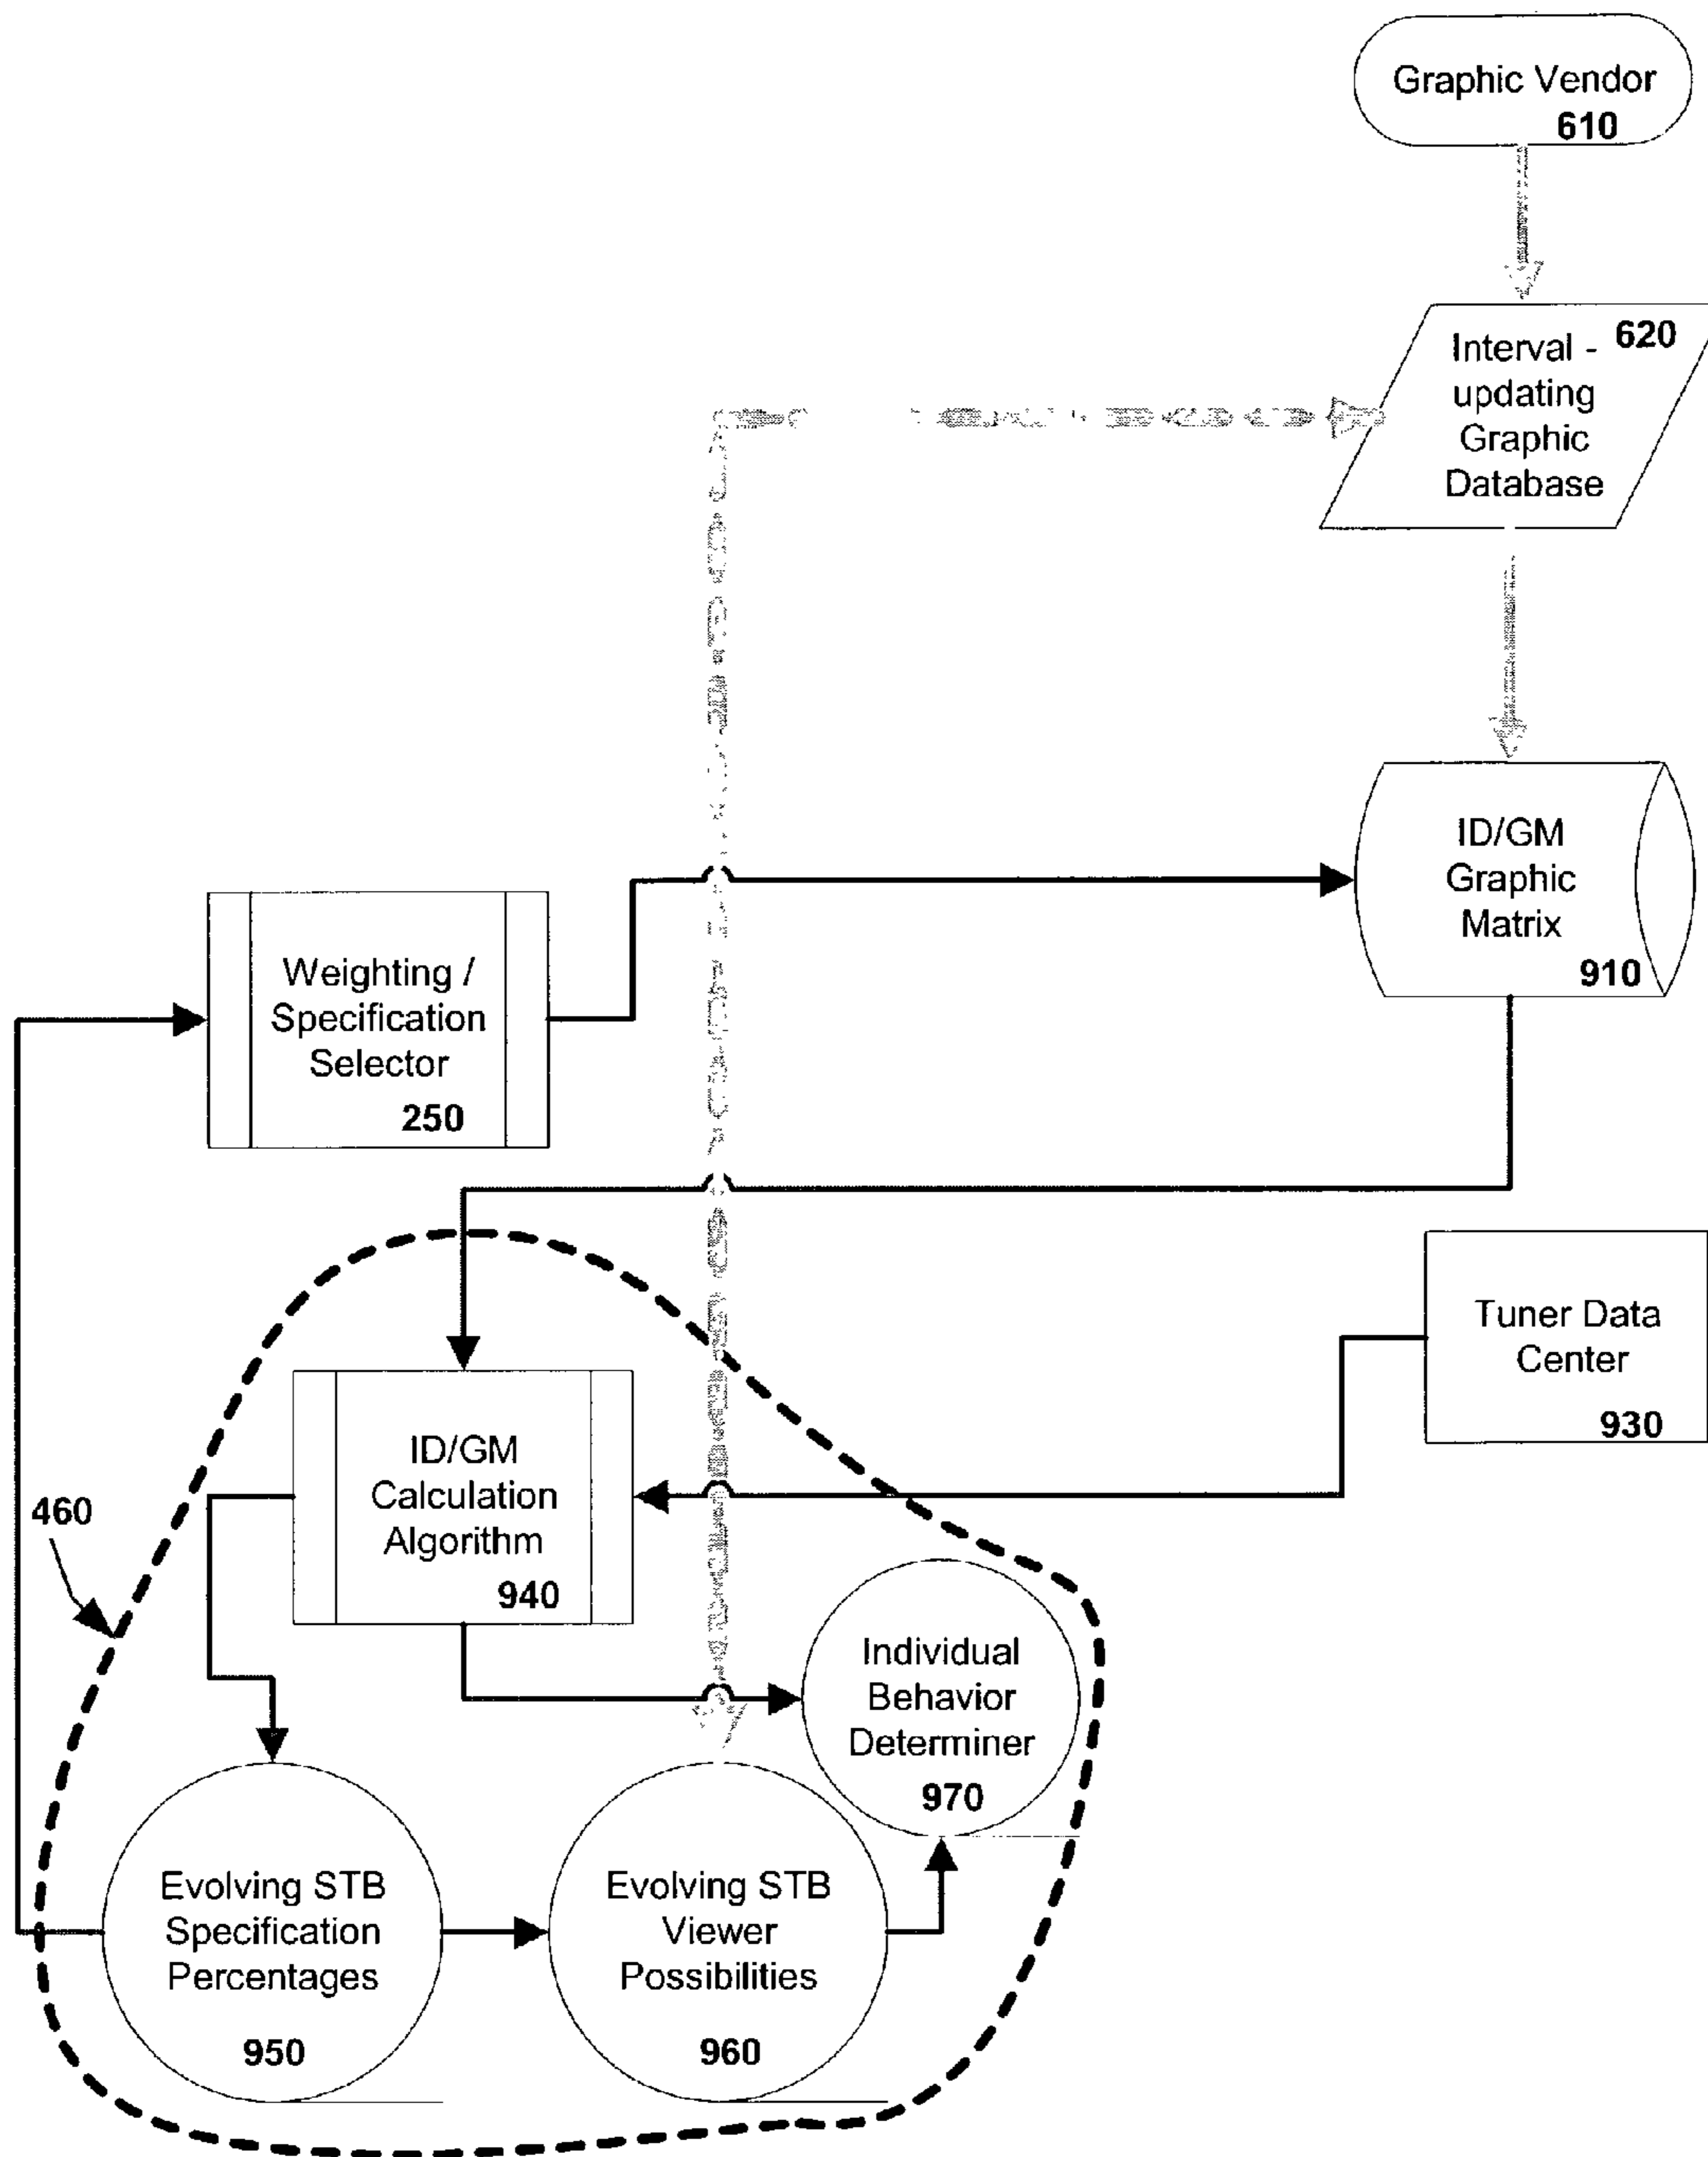 Graphic Vendor
610
Interval - 620
updating
Graphic
Database
ID/GM
Graphic
Matrix
910
Weighting /
Specification
Selector
250
Tuner Data
Center
930
ID/GM
Calculation
Algorithm
940
460
Individual
Behavior
Determiner
970
Evolving STB
Specification
Percentages
950
Evolving STB
Viewer
Possibilities
960